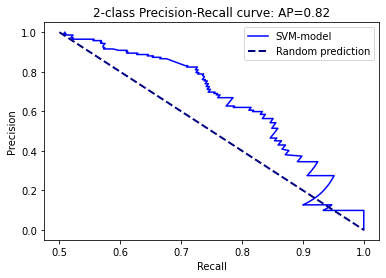 2-class Precision-Recall curve: AP=0.82
SVM-model
Random prediction
Precision
1.0
0.8
0.6
0.4
0.2
0.0
0.5 0.6 0.7 0.8 0.9 1.0
Recall